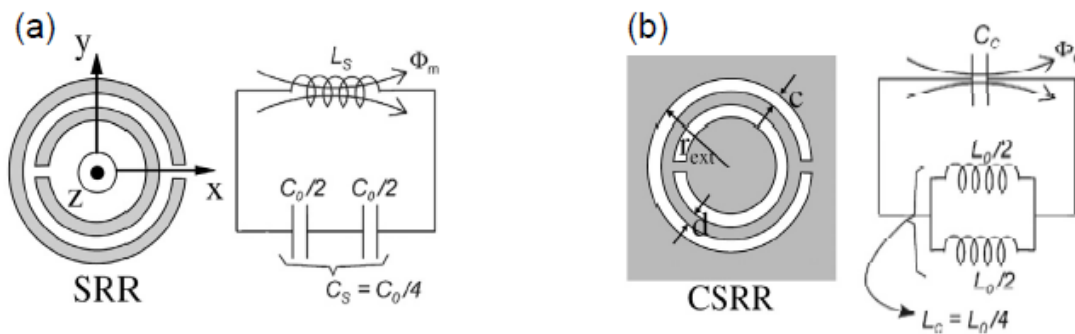 (a)
y
x
z
SRR
L_S
Φ_m
C_0/2 C_0/2
C_S = C_0/4
(b)
c
r_ext
d
CSRR
C_C
Φ
L_0/2
L_0/2
L_C = L_0/4